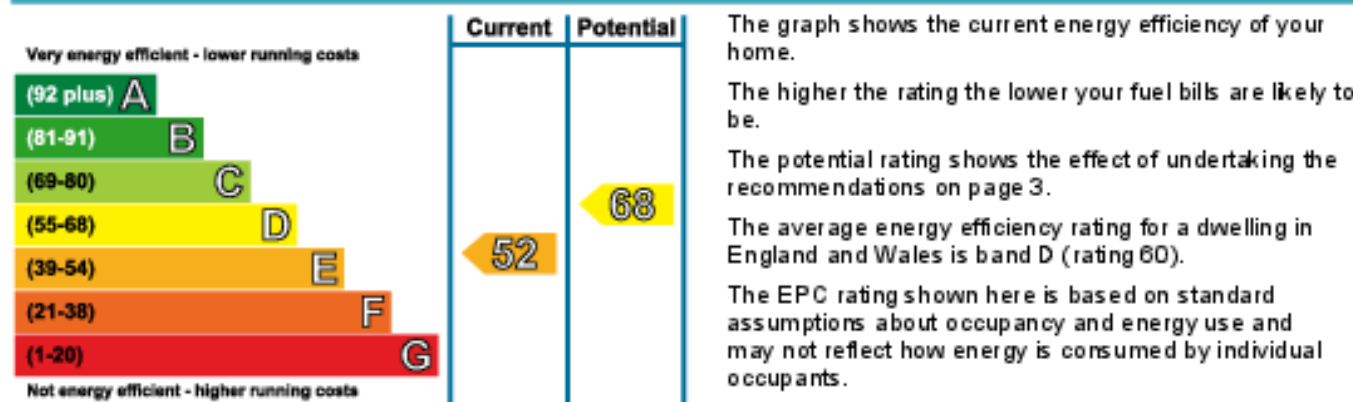 Current Potential
Very energy efficient - lower running costs
(92 plus) A
(81-91) B
(69-80) C
(55-68) D
(39-54) E
(21-38) F
(1-20) G
Not energy efficient - higher running costs
68
52
The graph shows the current energy efficiency of your
home.
The higher the rating the lower your fuel bills are likely to
be.
The potential rating shows the effect of undertaking the
recommendations on page 3.
The average energy efficiency rating for a dwelling in
England and Wales is band D (rating 60).
The EPC rating shown here is based on standard
assumptions about occupancy and energy use and
may not reflect how energy is consumed by individual
occupants.